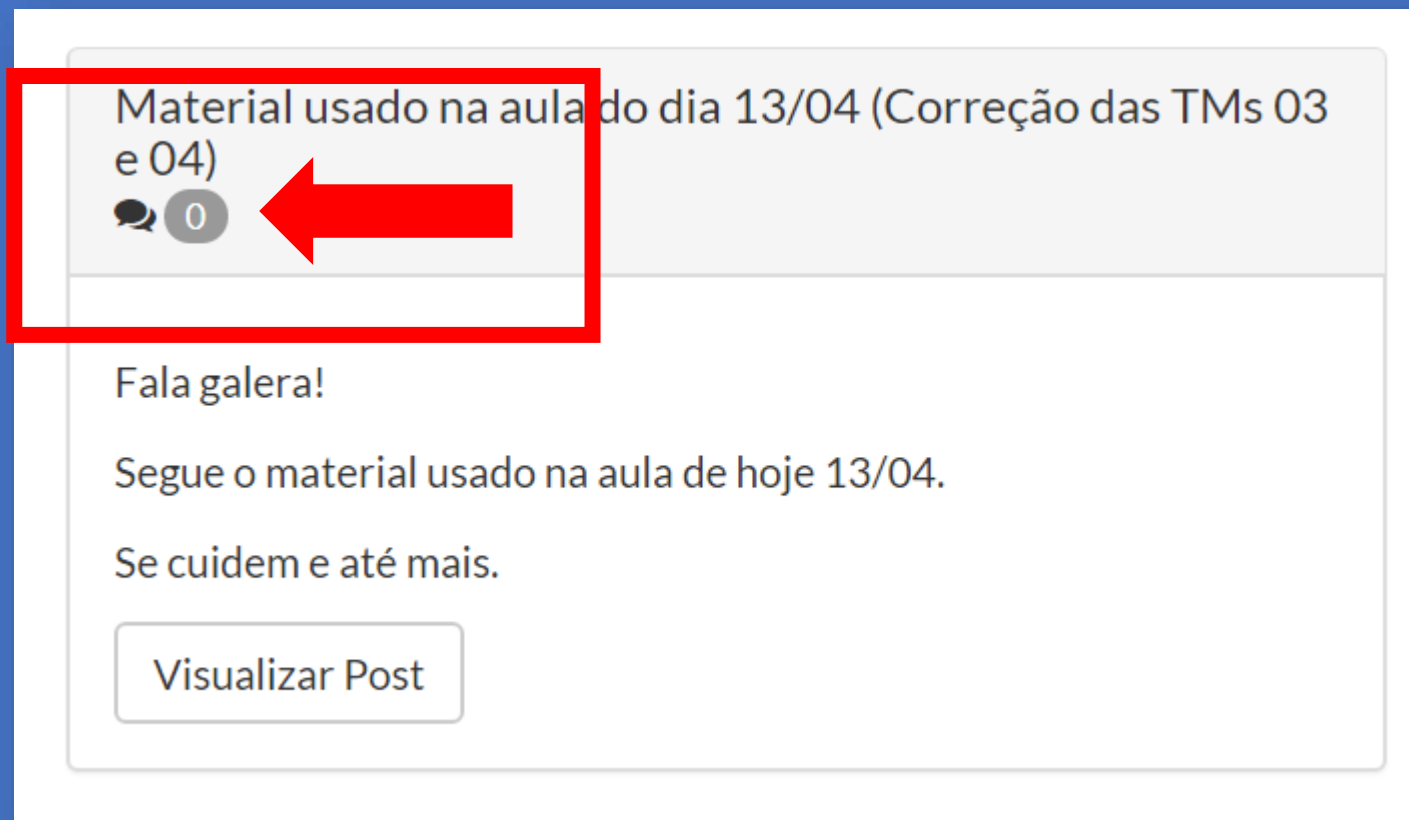 Material usado na aula do dia 13/04 (Correção das TMs 03
e 04)
0
Fala galera!
Segue o material usado na aula de hoje 13/04.
Se cuidem e até mais.
Visualizar Post